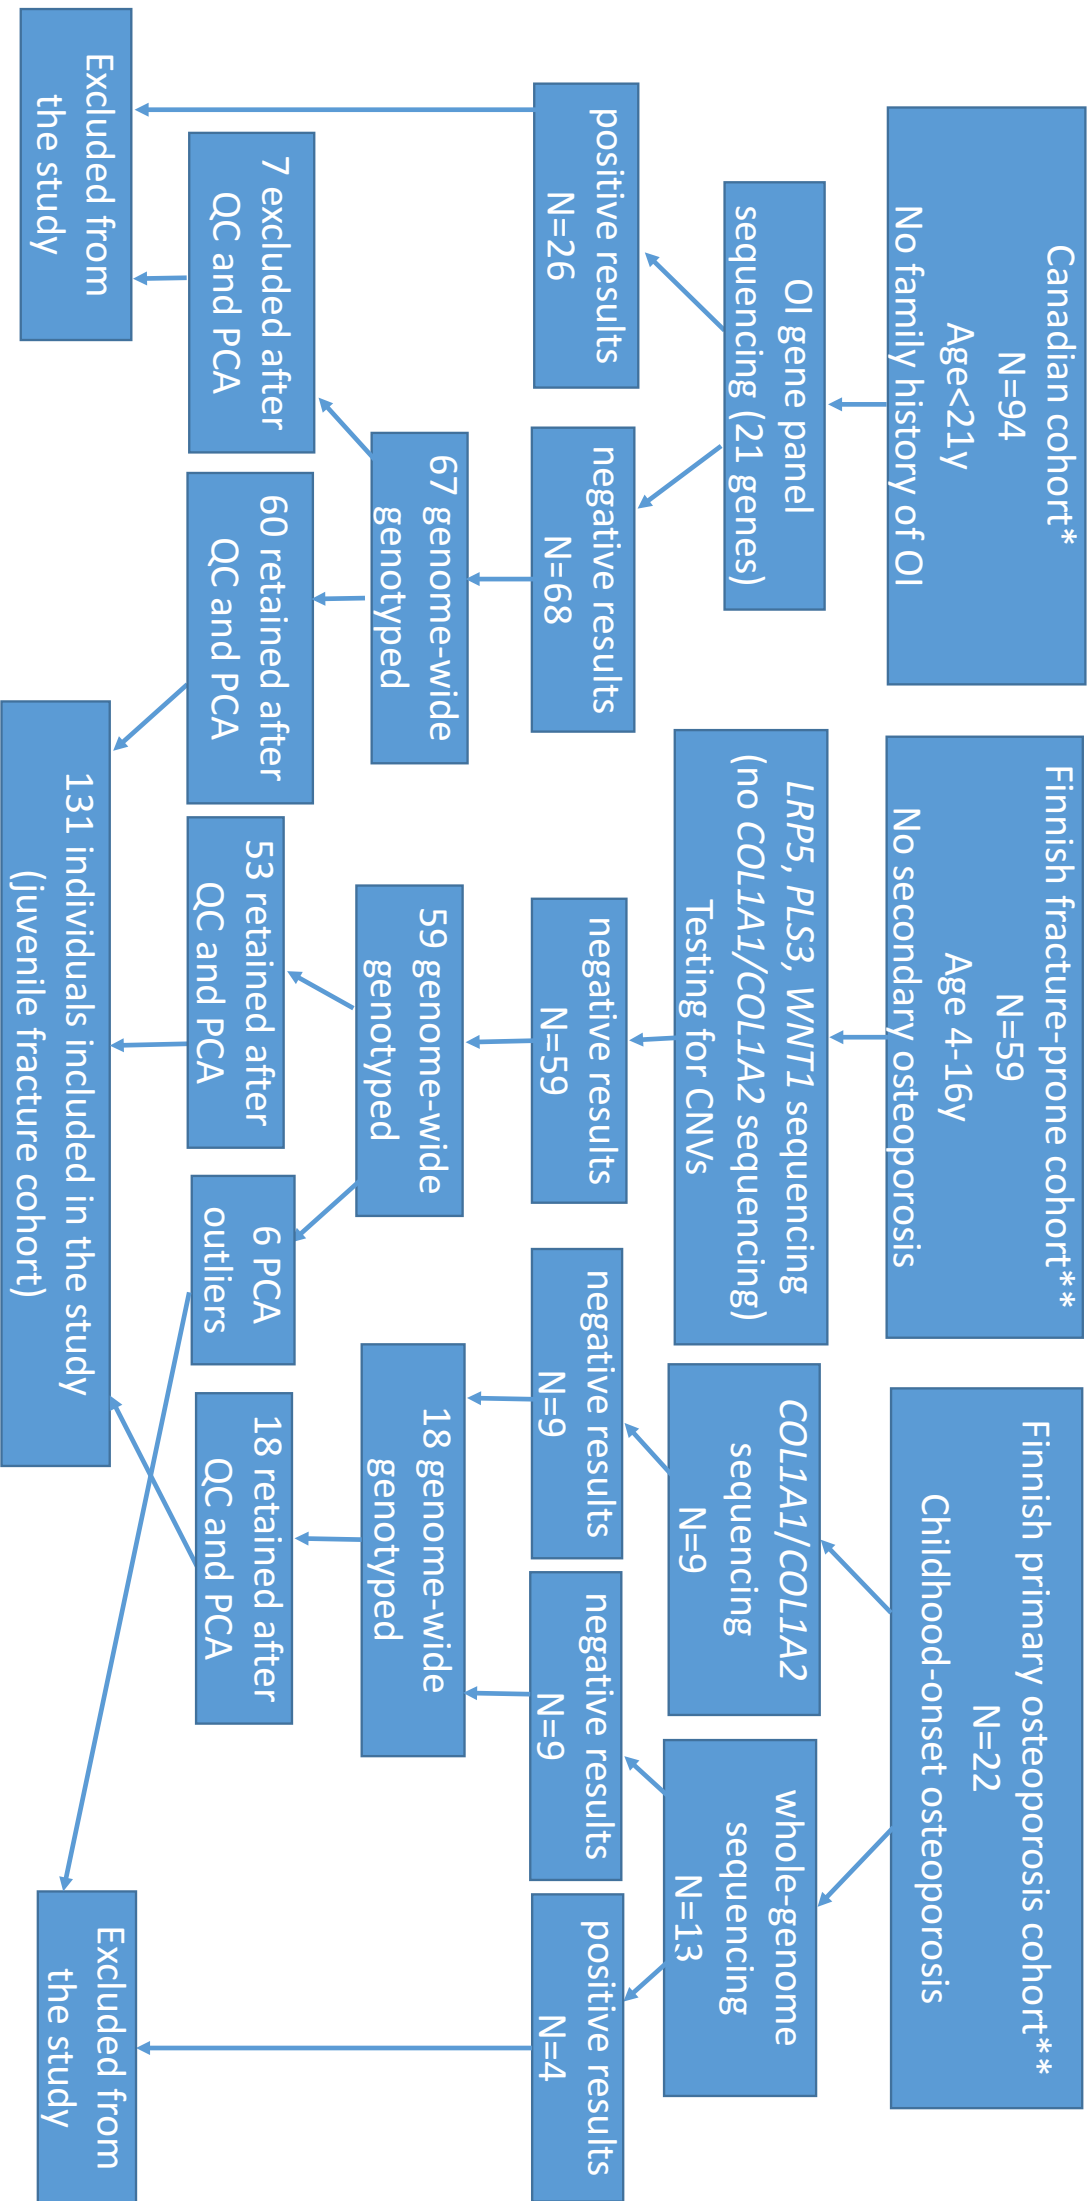 Canadian cohort*
N=94
Age<21y
No family history of OI
Finnish fracture-prone cohort**
N=59
Age 4-16y
No secondary osteoporosis
Finnish primary osteoporosis cohort**
N=22
Childhood-onset osteoporosis
OI gene panel
sequencing (21 genes)
LRP5, PLS3, WNT1 sequencing
(no COL1A1/COL1A2 sequencing)
Testing for CNVs
COL1A1/COL1A2
sequencing
N=9
whole-genome
sequencing
N=13
positive results
N=26
negative results
N=68
negative results
N=59
negative results
N=9
negative results
N=9
positive results
N=4
67 genome-wide
genotyped
59 genome-wide
genotyped
18 genome-wide
genotyped
7 excluded after
QC and PCA
60 retained after
QC and PCA
53 retained after
QC and PCA
6 PCA
outliers
18 retained after
QC and PCA
Excluded from
the study
131 individuals included in the study
(juvenile fracture cohort)
Excluded from
the study